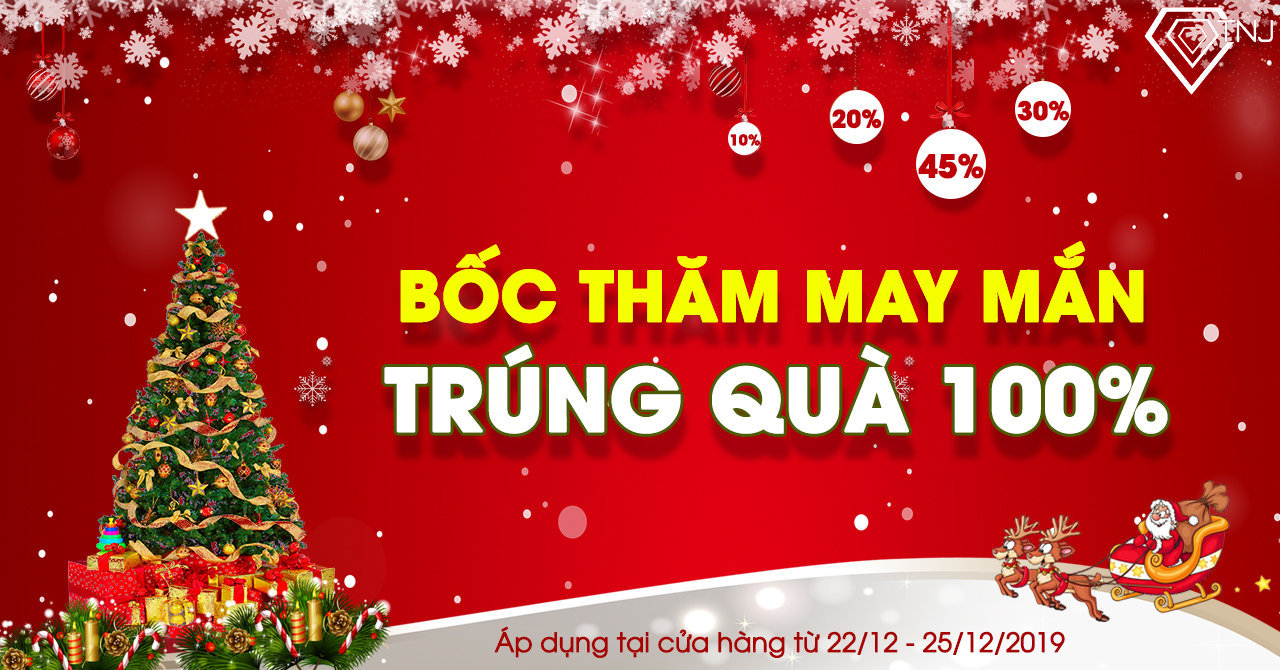 TNJ
10%
20%
45%
30%
BỐC THĂM MAY MẮN
TRÚNG QUÀ 100%
Áp dụng tại cửa hàng từ 22/12 - 25/12/2019